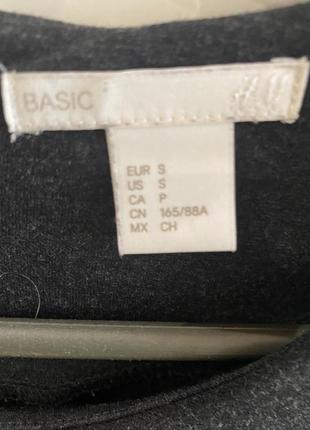 BASIC H&M
EUR S
US S
CA P
CN 165/88A
MX CH